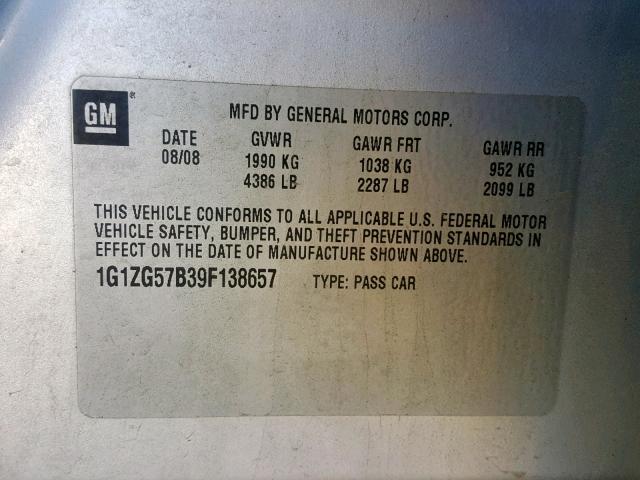 GM®
MFD BY GENERAL MOTORS CORP.
DATE GVWR GAWR FRT GAWR RR
08/08 1990 KG 1038 KG 952 KG
4386 LB 2287 LB 2099 LB
THIS VEHICLE CONFORMS TO ALL APPLICABLE U.S. FEDERAL MOTOR
VEHICLE SAFETY, BUMPER, AND THEFT PREVENTION STANDARDS IN
EFFECT ON THE DATE OF MANUFACTURE SHOWN ABOVE.
1G1ZG57B39F138657 TYPE: PASS CAR